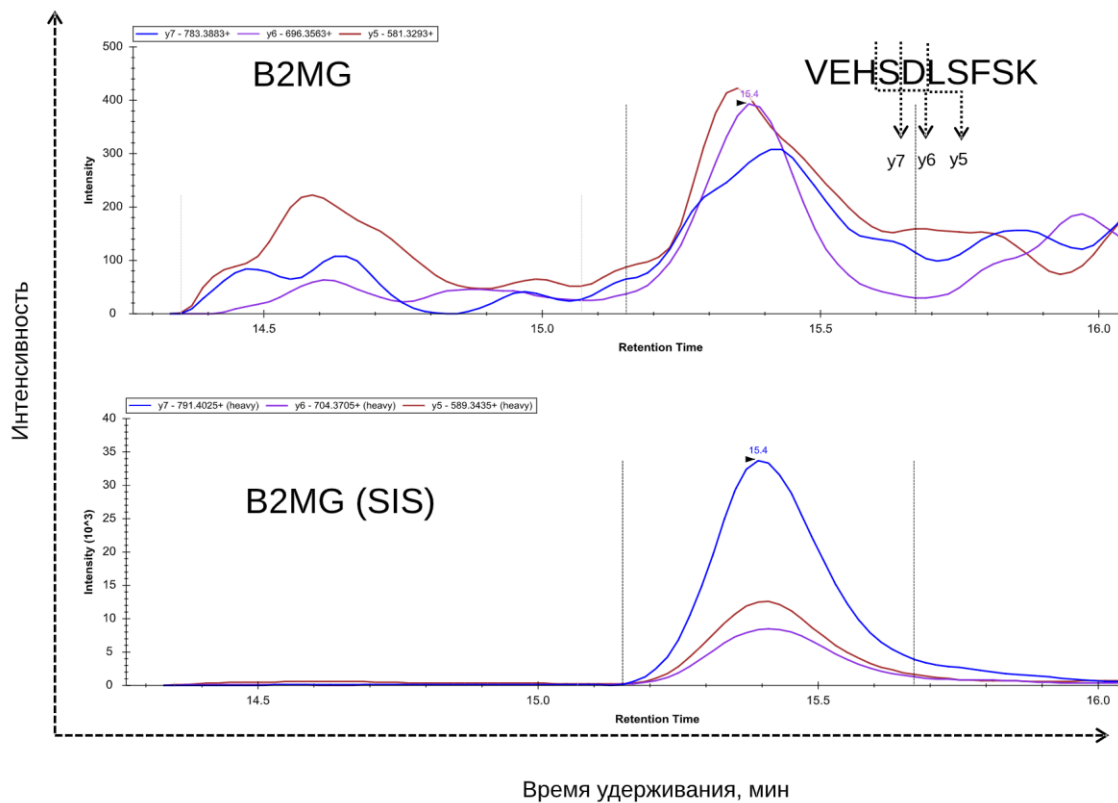 y7 - 783.3883+ y6 - 696.3563+ y5 - 581.3293+
B2MG
VEHSDLSFSK
y7 y6 y5
15.4
500
400
300
200
100
0
Intensity
14.5 15.0 15.5 16.0
Retention Time
y7 - 791.4025+ (heavy) y6 - 704.3705+ (heavy) y5 - 589.3435+ (heavy)
B2MG (SIS)
15.4
40
35
30
25
20
15
10
5
0
Intensity (10^3)
14.5 15.0 15.5 16.0
Retention Time
Интенсивность
Время удерживания, мин